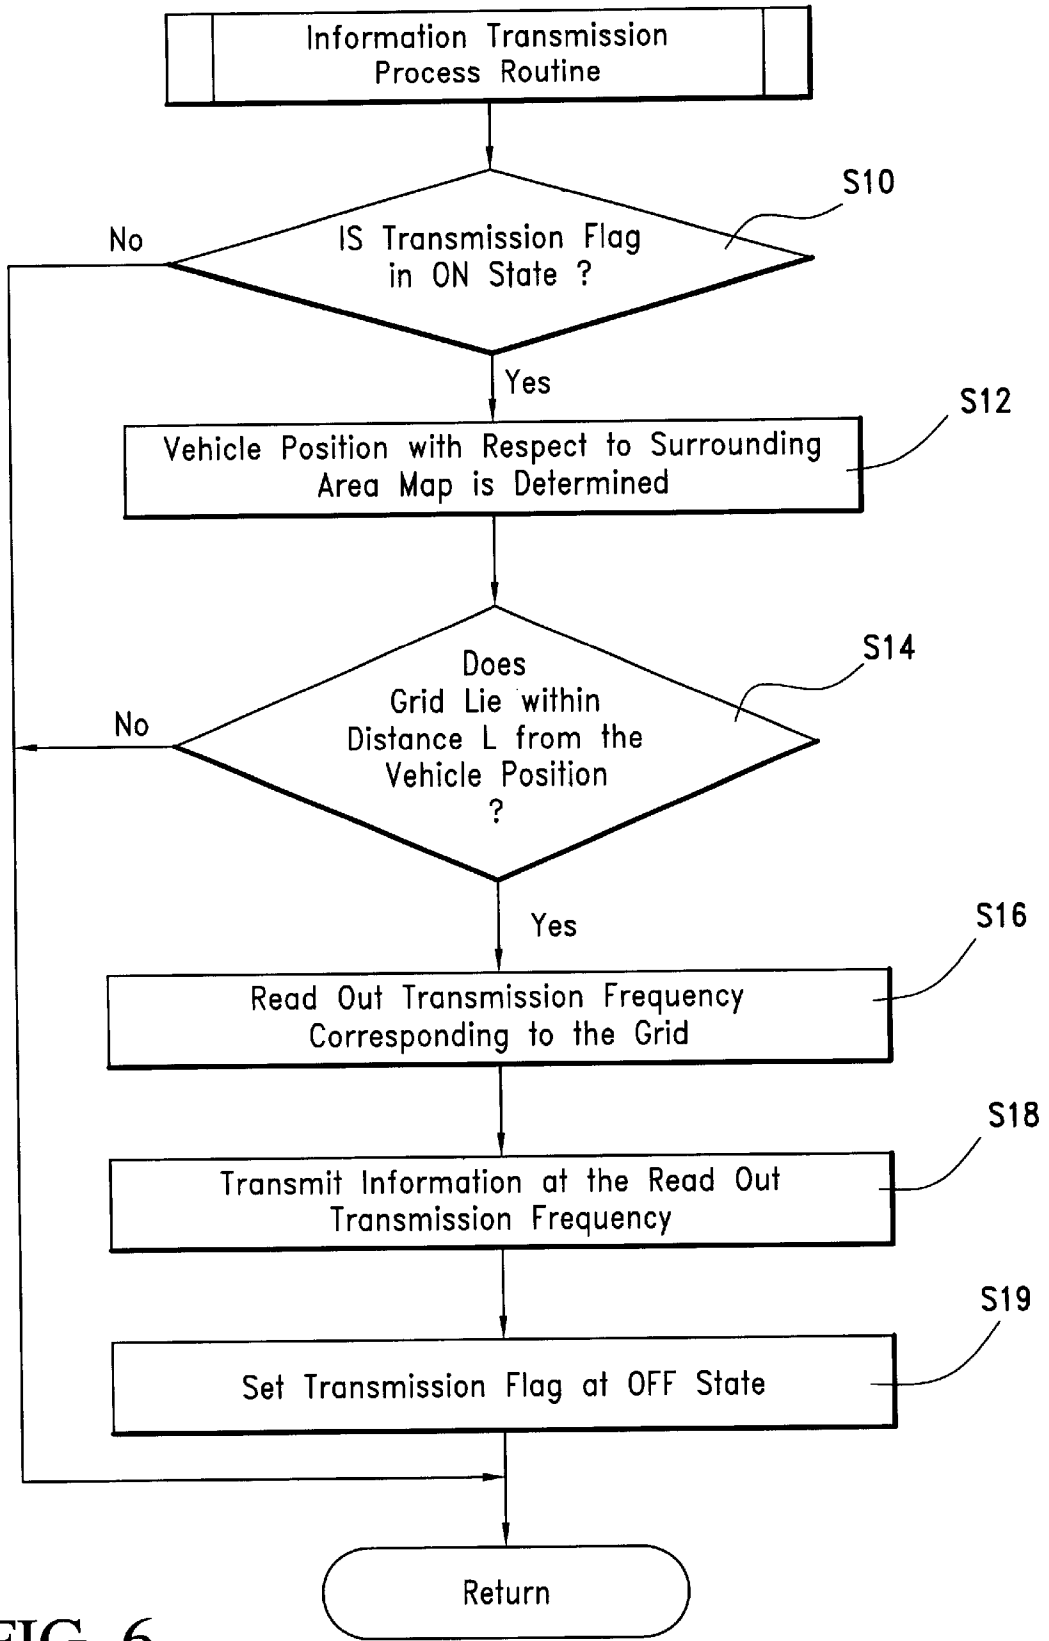 Information Transmission
Process Routine
S10
No
IS Transmission Flag
in ON State ?
Yes
S12
Vehicle Position with Respect to Surrounding
Area Map is Determined
S14
Does
Grid Lie within
Distance L from the
Vehicle Position
?
No
Yes
S16
Read Out Transmission Frequency
Corresponding to the Grid
S18
Transmit Information at the Read Out
Transmission Frequency
S19
Set Transmission Flag at OFF State
Return
FIG. 6